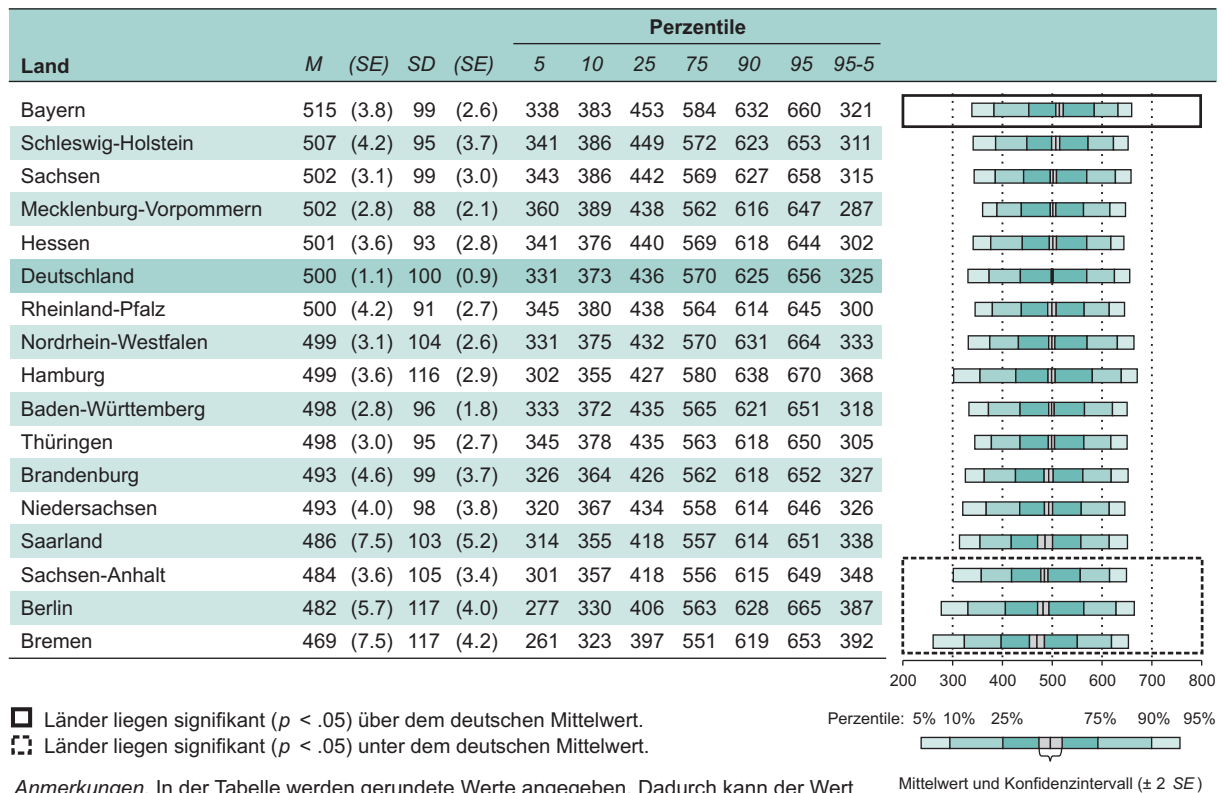 Perzentile
Land M (SE) SD (SE) 5 10 25 75 90 95 95-5
Bayern 515 (3.8) 99 (2.6) 338 383 453 584 632 660 321
Schleswig-Holstein 507 (4.2) 95 (3.7) 341 386 449 572 623 653 311
Sachsen 502 (3.1) 99 (3.0) 343 386 442 569 627 658 315
Mecklenburg-Vorpommern 502 (2.8) 88 (2.1) 360 389 438 562 616 647 287
Hessen 501 (3.6) 93 (2.8) 341 376 440 569 618 644 302
Deutschland 500 (1.1) 100 (0.9) 331 373 436 570 625 656 325
Rheinland-Pfalz 500 (4.2) 91 (2.7) 345 380 438 564 614 645 300
Nordrhein-Westfalen 499 (3.1) 104 (2.6) 331 375 432 570 631 664 333
Hamburg 499 (3.6) 116 (2.9) 302 355 427 580 638 670 368
Baden-Württemberg 498 (2.8) 96 (1.8) 333 372 435 565 621 651 318
Thüringen 498 (3.0) 95 (2.7) 345 378 435 563 618 650 305
Brandenburg 493 (4.6) 99 (3.7) 326 364 426 562 618 652 327
Niedersachsen 493 (4.0) 98 (3.8) 320 367 434 558 614 646 326
Saarland 486 (7.5) 103 (5.2) 314 355 418 557 614 651 338
Sachsen-Anhalt 484 (3.6) 105 (3.4) 301 357 418 556 615 649 348
Berlin 482 (5.7) 117 (4.0) 277 330 406 563 628 665 387
Bremen 469 (7.5) 117 (4.2) 261 323 397 551 619 653 392
200 300 400 500 600 700 800
Länder liegen signifikant (p < .05) über dem deutschen Mittelwert.
Länder liegen signifikant (p < .05) unter dem deutschen Mittelwert.
Perzentile: 5% 10% 25% 75% 90% 95%
Mittelwert und Konfidenzintervall (± 2 SE)
Anmerkungen. In der Tabelle werden gerundete Werte angegeben. Dadurch kann der Wert